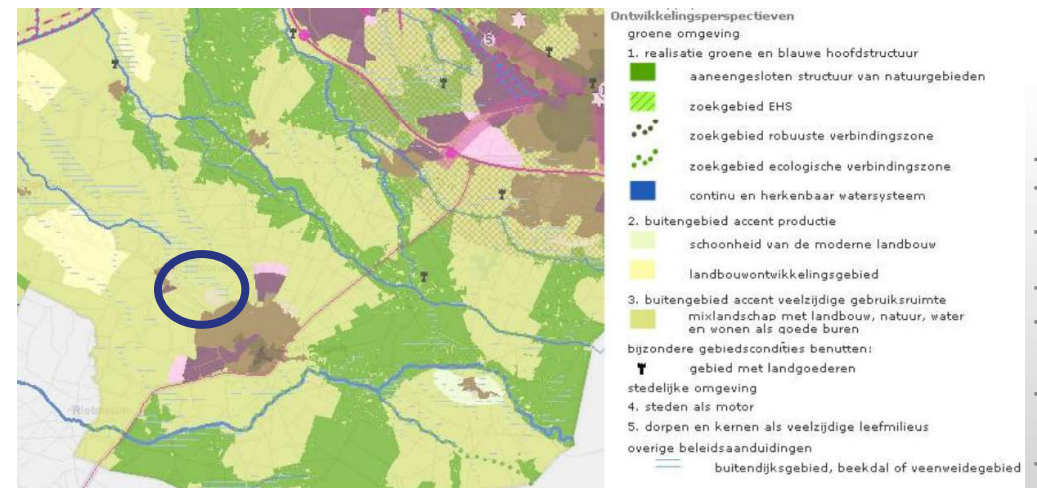 Ontwikkelingsperspectieven
groene omgeving
1. realisatie groene en blauwe hoofdstructuur
aaneengesloten structuur van natuurgebieden
zoekgebied EHS
zoekgebied robuuste verbindingszone
zoekgebied ecologische verbindingszone
continu en herkenbaar watersysteem
2. buitengebied accent productie
schoonheid van de moderne landbouw
landbouwontwikkelingsgebied
3. buitengebied accent veelzijdige gebruiksruimte
mixlandschap met landbouw, natuur, water
en wonen als goede buren
bijzondere gebiedscondities benutten:
gebied met landgoederen
stedelijke omgeving
4. steden als motor
5. dorpen en kernen als veelzijdige leefmilieus
overige beleidsaanduidingen
buitendijksgebied, beekdal of veenweidegebied
5